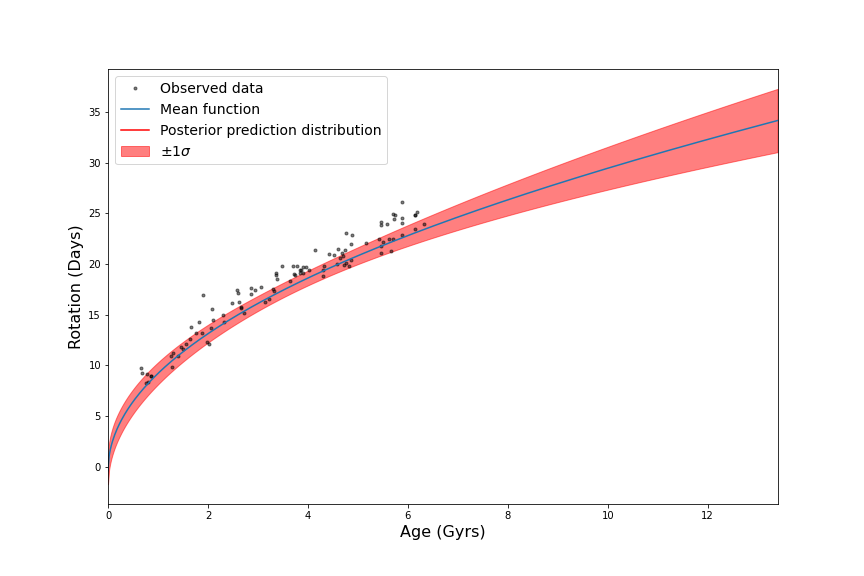 Observed data
Mean function
Posterior prediction distribution
±1σ
35
30
25
20
15
10
5
0
Rotation (Days)
0 2 4 6 8 10 12
Age (Gyrs)